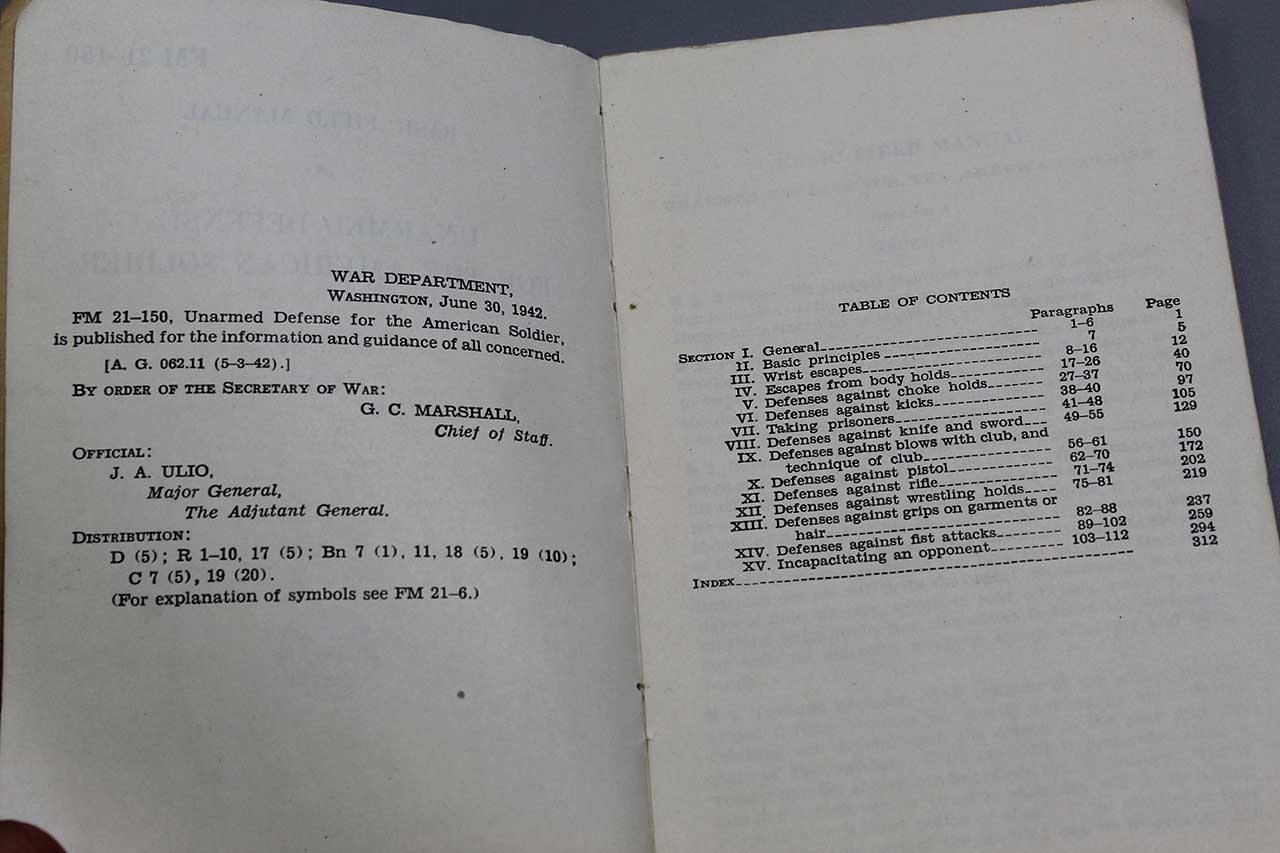 WAR DEPARTMENT,
WASHINGTON, June 30, 1942.
FM 21–150, Unarmed Defense for the American Soldier,
is published for the information and guidance of all concerned.
[A. G. 062.11 (5–3–42).]
BY ORDER OF THE SECRETARY OF WAR:
G. C. MARSHALL,
Chief of Staff.
OFFICIAL:
J. A. ULIO,
Major General,
The Adjutant General.
DISTRIBUTION:
D (5); R 1–10, 17 (5); Bn 7 (1), 11, 18 (5), 19 (10);
C 7 (5), 19 (20).
(For explanation of symbols see FM 21–6.)
TABLE OF CONTENTS
Paragraphs Page
SECTION I. General 1–6 1
II. Basic principles 7 5
III. Wrist escapes 8–16 12
IV. Escapes from body holds 17–26 40
V. Defenses against choke holds 27–37 70
VI. Defenses against kicks 38–40 97
VII. Taking prisoners 41–48 105
VIII. Defenses against knife and sword 49–55 129
IX. Defenses against blows with club, and
technique of club 56–61 150
X. Defenses against pistol 62–70 172
XI. Defenses against rifle 71–74 202
XII. Defenses against wrestling holds 75–81 219
XIII. Defenses against grips on garments or
hair 82–88 237
XIV. Defenses against fist attacks 89–102 259
XV. Incapacitating an opponent 103–112 294
INDEX 312